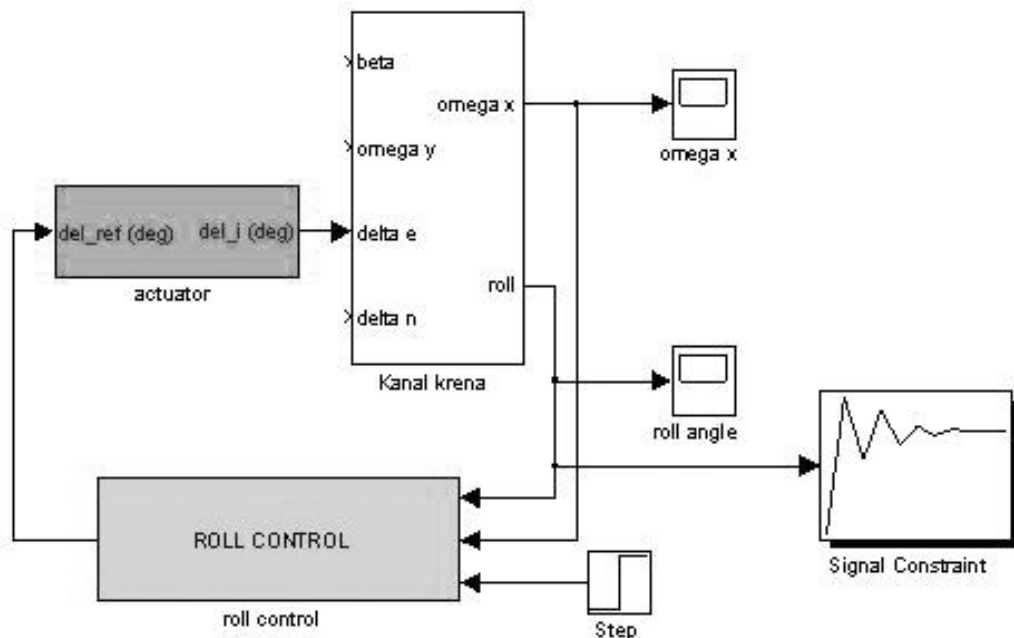 beta
omega x
omega x
omega y
del_ref (deg) del_i (deg)
delta e
actuator
roll
delta n
Kanal krena
roll angle
ROLL CONTROL
roll control
Step
Signal Constraint